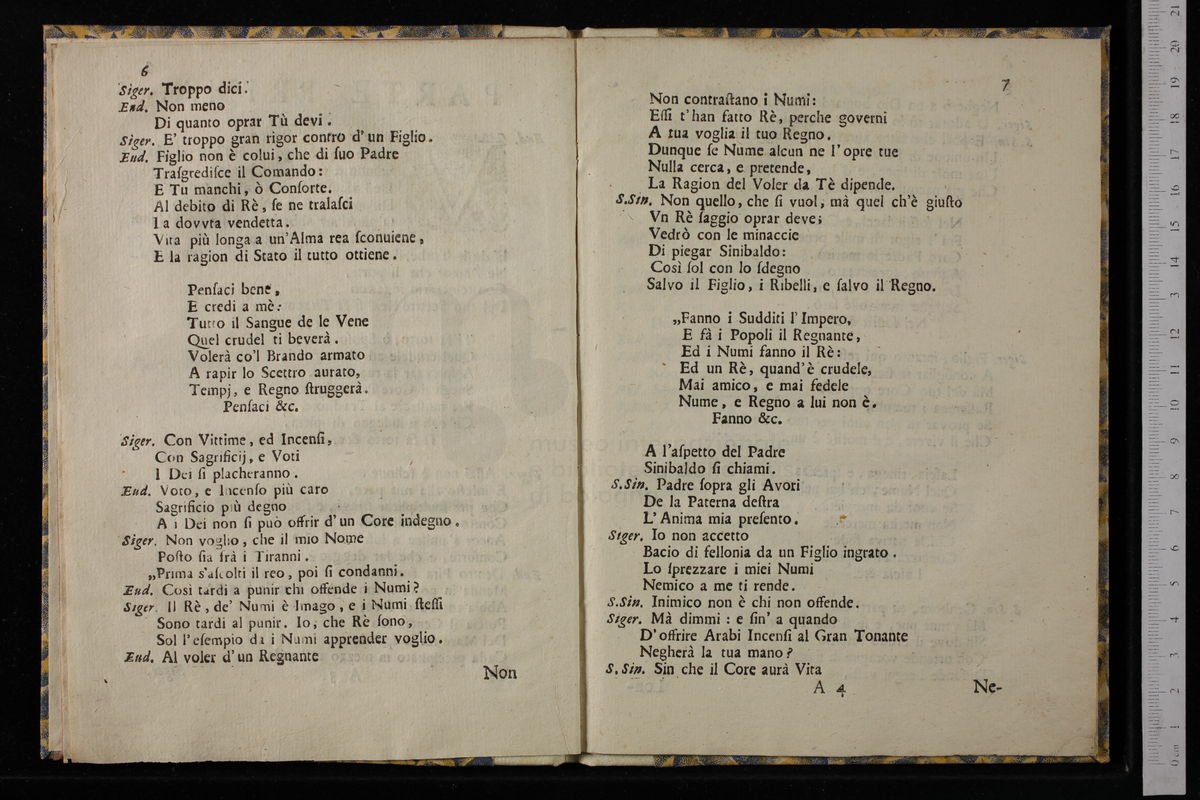 6
Siger. Troppo dici.
Eud. Non meno
Di quanto oprar Tù devi.
Siger. E' troppo gran rigor contro d'un Figlio.
Eud. Figlio non è colui, che di ſuo Padre
Traſgrediſce il Comando:
E Tu manchi, ò Conſorte.
Al debito di Rè, ſe ne tralaſci
La dovvta vendetta.
Vita più longa a un'Alma rea ſconuiene,
E la ragion di Stato il tutto ottiene.
Penſaci bene,
E credi a mè:
Tutto il Sangue de le Vene
Quel crudel ti beverà.
Volerà co'l Brando armato
A rapir lo Scettro aurato,
Tempj, e Regno ſtruggerà.
Penſaci &c.
Siger. Con Vittime, ed Incenſi,
Con Sagrificij, e Voti
I Dei ſi placheranno.
Eud. Voto, e Incenſo più caro
Sagrificio più degno
A i Dei non ſi può offrir d'un Core indegno.
Siger. Non voglio, che il mio Nome
Poſto ſia frà i Tiranni.
„Prima s'aſcolti il reo, poi ſi condanni.
Eud. Così tardi a punir chi offende i Numi?
Siger. Il Rè, de' Numi è Imago, e i Numi ſteſſi
Sono tardi al punir. Io, che Rè ſono,
Sol l'eſempio da i Numi apprender voglio.
Eud. Al voler d'un Regnante
Non
7
Non contraſtano i Numi:
Eſſi t'han fatto Rè, perche governi
A tua voglia il tuo Regno.
Dunque ſe Nume alcun ne l'opre tue
Nulla cerca, e pretende,
La Ragion del Voler da Tè dipende.
S.Sin. Non quello, che ſi vuol, mà quel ch'è giuſto
Vn Rè ſaggio oprar deve;
Vedrò con le minaccie
Di piegar Sinibaldo:
Così ſol con lo ſdegno
Salvo il Figlio, i Ribelli, e ſalvo il Regno.
„Fanno i Sudditi l'Impero,
E fà i Popoli il Regnante,
Ed i Numi fanno il Rè:
Ed un Rè, quand'è crudele,
Mai amico, e mai fedele
Nume, e Regno a lui non è.
Fanno &c.
A l'aſpetto del Padre
Sinibaldo ſi chiami.
S.Sin. Padre ſopra gli Avori
De la Paterna deſtra
L'Anima mia preſento.
Siger. Io non accetto
Bacio di fellonia da un Figlio ingrato.
Lo ſprezzare i miei Numi
Nemico a me ti rende.
S.Sin. Inimico non è chi non offende.
Siger. Mà dimmi: e ſin' a quando
D'offrire Arabi Incenſi al Gran Tonante
Negherà la tua mano?
S. Sin. Sin che il Core aurà Vita
A 4
Ne-